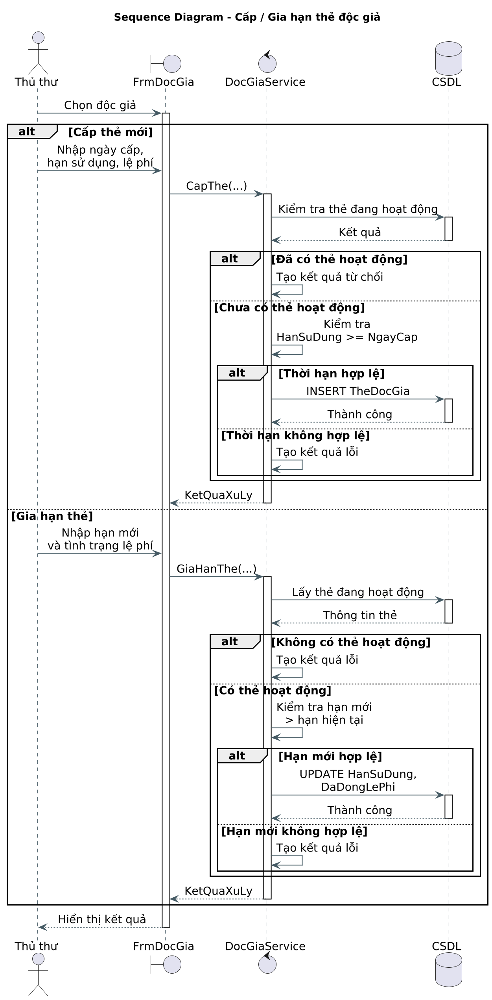 Sequence Diagram - Cấp / Gia hạn thẻ độc giả
Thủ thư
FrmDocGia
DocGiaService
CSDL
Chọn độc giả
alt
[Cấp thẻ mới]
Nhập ngày cấp,
hạn sử dụng, lệ phí
CapThe(...)
Kiểm tra thẻ đang hoạt động
Kết quả
alt
[Đã có thẻ hoạt động]
Tạo kết quả từ chối
[Chưa có thẻ hoạt động]
Kiểm tra
HanSuDung >= NgayCap
alt
[Thời hạn hợp lệ]
INSERT TheDocGia
Thành công
[Thời hạn không hợp lệ]
Tạo kết quả lỗi
KetQuaXuLy
[Gia hạn thẻ]
Nhập hạn mới
và tình trạng lệ phí
GiaHanThe(...)
Lấy thẻ đang hoạt động
Thông tin thẻ
alt
[Không có thẻ hoạt động]
Tạo kết quả lỗi
[Có thẻ hoạt động]
Kiểm tra hạn mới
> hạn hiện tại
alt
[Hạn mới hợp lệ]
UPDATE HanSuDung,
DaDongLePhi
Thành công
[Hạn mới không hợp lệ]
Tạo kết quả lỗi
KetQuaXuLy
Hiển thị kết quả
Thủ thư
FrmDocGia
DocGiaService
CSDL